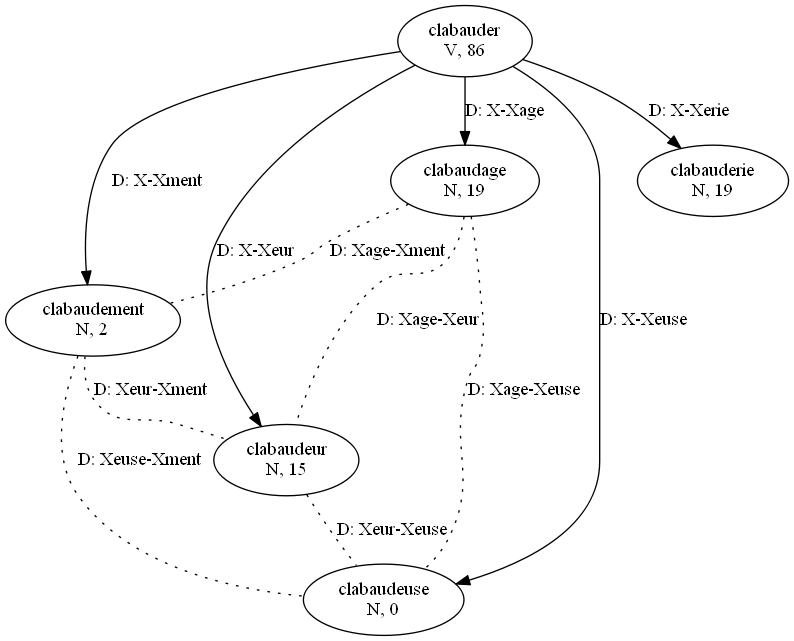 clabauder
V, 86
D: X-Xage
D: X-Xerie
clabaudage
N, 19
clabauderie
N, 19
D: X-Xment
D: X-Xeur
D: Xage-Xment
clabaudement
N, 2
D: Xage-Xeur
D: X-Xeuse
D: Xeur-Xment
D: Xage-Xeuse
D: Xeuse-Xment
clabaudeur
N, 15
D: Xeur-Xeuse
clabaudeuse
N, 0